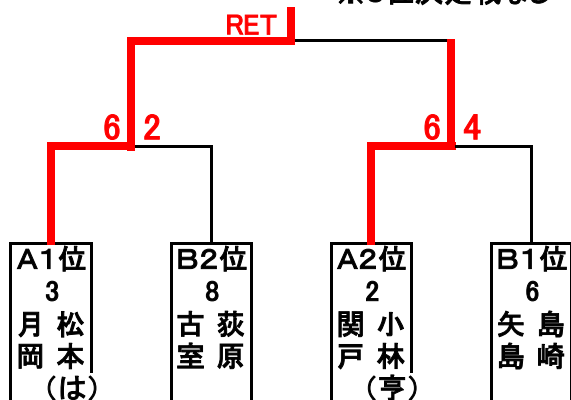 RET
6 2
6 4
A1位
3
松本(は)
月岡
B2位
8
荻原
古室
A2位
2
小林(亨)
関戸
B1位
6
島崎
矢島